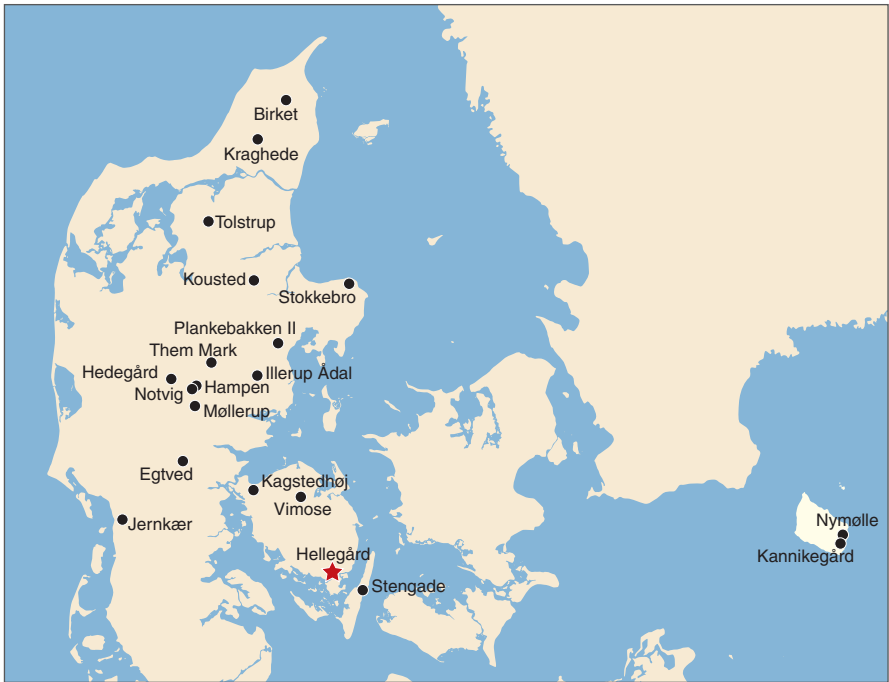 Birket
Kraghede
Tolstrup
Kousted
Stokkebro
Plankebakken II
Them Mark
Hedegård
Illerup Ådal
Hampen
Notvig
Møllerup
Egtved
Kagstedhøj
Vimose
Jernkær
Nymølle
Hellegård
Kannikegård
Stengade